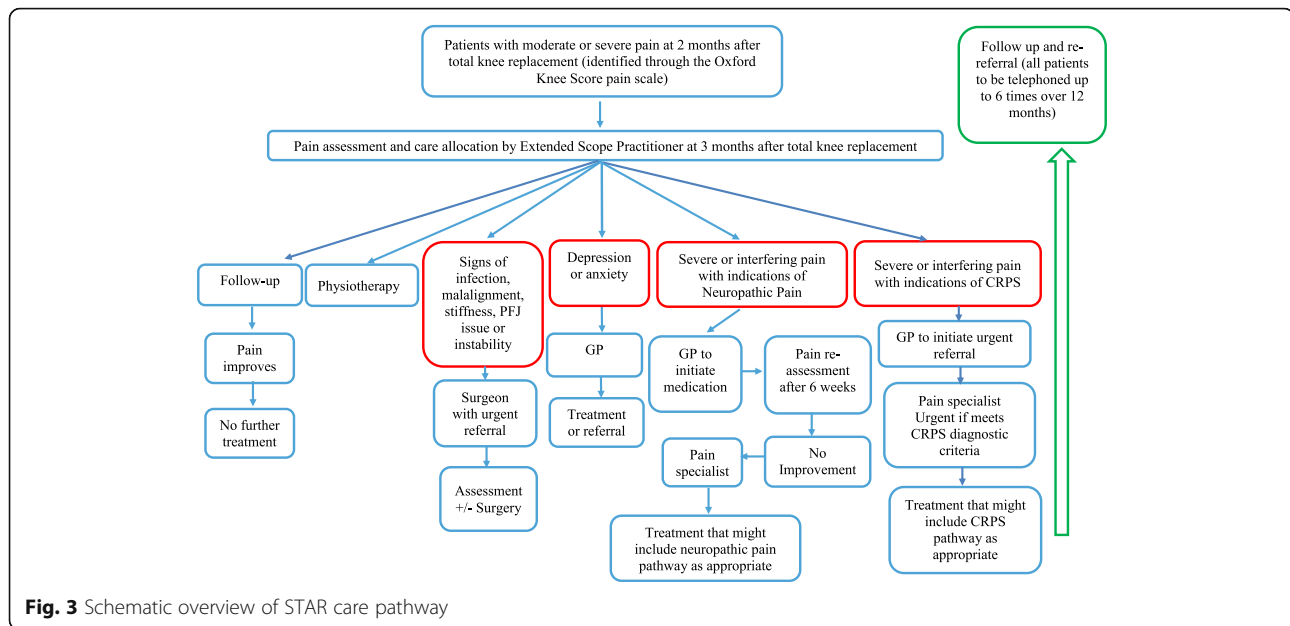 Patients with moderate or severe pain at 2 months after
total knee replacement (identified through the Oxford
Knee Score pain scale)
Follow up and re-
referral (all patients
to be telephoned up
to 6 times over 12
months)
Pain assessment and care allocation by Extended Scope Practitioner at 3 months after total knee replacement
Follow-up
Pain
improves
No further
treatment
Physiotherapy
Signs of
infection,
malalignment,
stiffness, PFJ
issue or
instability
Surgeon
with urgent
referral
Assessment
+/- Surgery
Depression
or anxiety
GP
Treatment
or referral
Severe or interfering pain
with indications of
Neuropathic Pain
GP to
initiate
medication
Pain re-
assessment
after 6 weeks
No
Improvement
Pain
specialist
Treatment that might
include neuropathic pain
pathway as appropriate
Severe or interfering pain
with indications of CRPS
GP to initiate urgent
referral
Pain specialist
Urgent if meets
CRPS diagnostic
criteria
Treatment that might
include CRPS
pathway as
appropriate
Fig. 3 Schematic overview of STAR care pathway